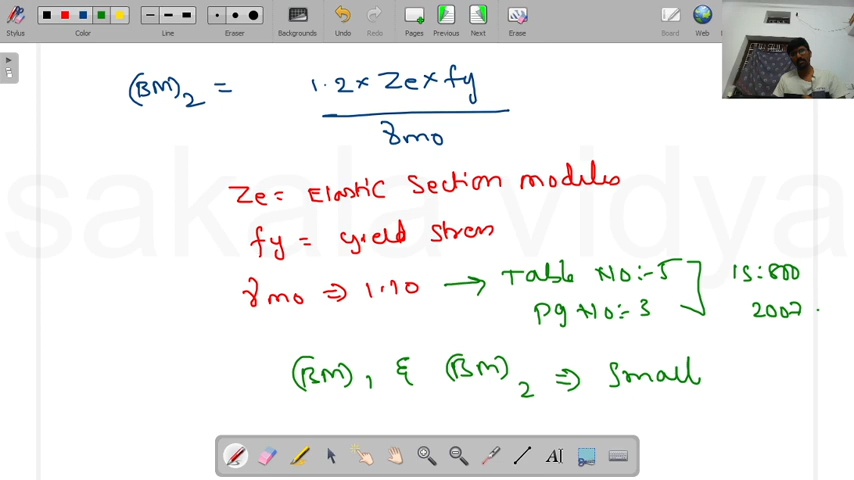 Stylus
Color
Line
Eraser
Backgrounds
Undo
Redo
Pages
Previous
Next
Erase
Board
Web
(BM)2 = 1.2 x Ze x fy
γmo
Ze = Elastic Section modules
fy = yield stress
γmo ⇒ 1.10 → Table No:- 5 IS:800
Pg No:- 3 2007.
(BM)1 & (BM)2 ⇒ Small
sakala vidya